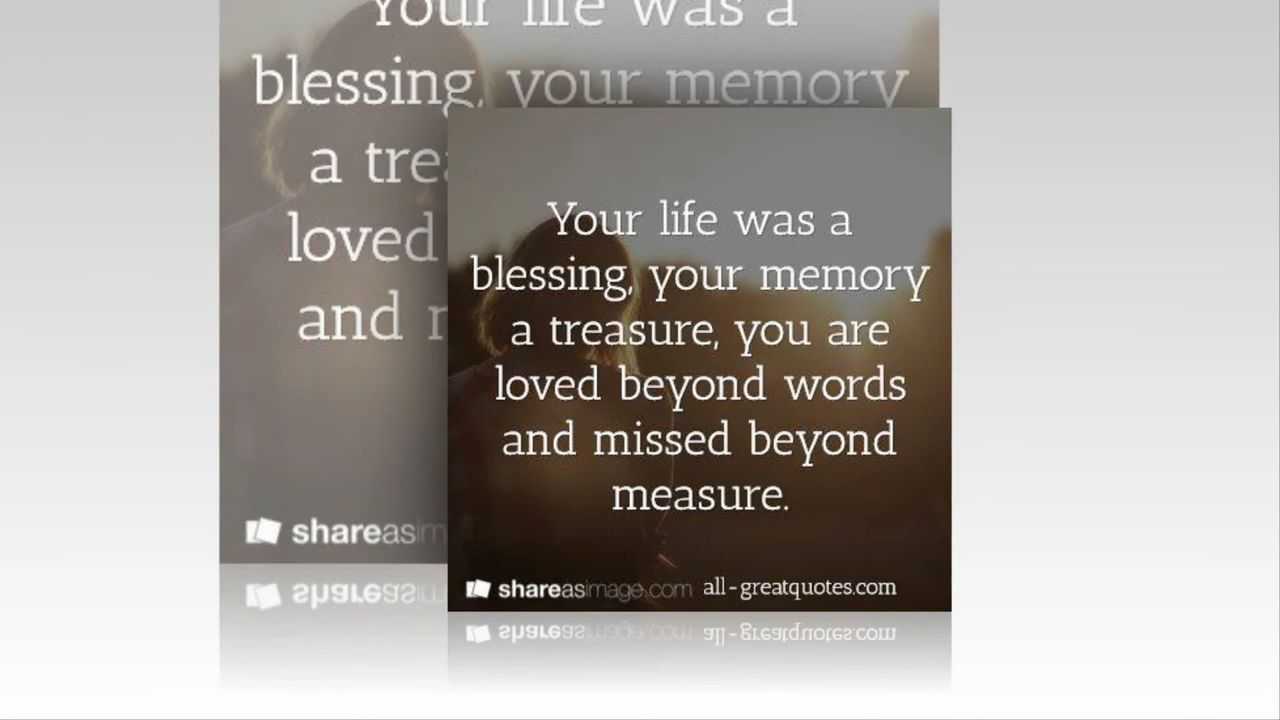 Your life was a
blessing, your memory
a
loved
and
shareas
Your life was a
blessing, your memory
a treasure, you are
loved beyond words
and missed beyond
measure.
shareasimage.com all-greatquotes.com